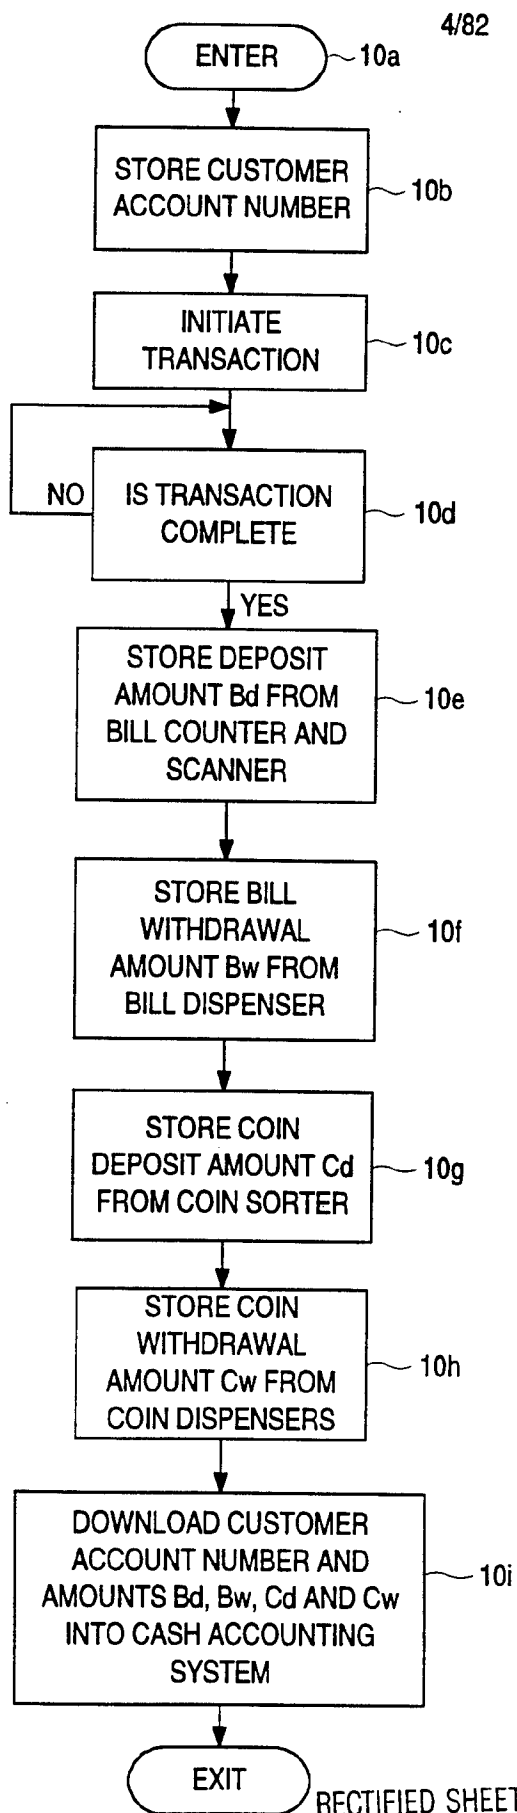 4/82
ENTER
10a
STORE CUSTOMER
ACCOUNT NUMBER
10b
INITIATE
TRANSACTION
10c
NO
IS TRANSACTION
COMPLETE
10d
YES
STORE DEPOSIT
AMOUNT Bd FROM
BILL COUNTER AND
SCANNER
10e
STORE BILL
WITHDRAWAL
AMOUNT Bw FROM
BILL DISPENSER
10f
STORE COIN
DEPOSIT AMOUNT Cd
FROM COIN SORTER
10g
STORE COIN
WITHDRAWAL
AMOUNT Cw FROM
COIN DISPENSERS
10h
DOWNLOAD CUSTOMER
ACCOUNT NUMBER AND
AMOUNTS Bd, Bw, Cd AND Cw
INTO CASH ACCOUNTING
SYSTEM
10i
EXIT
RECTIFIED SHEET